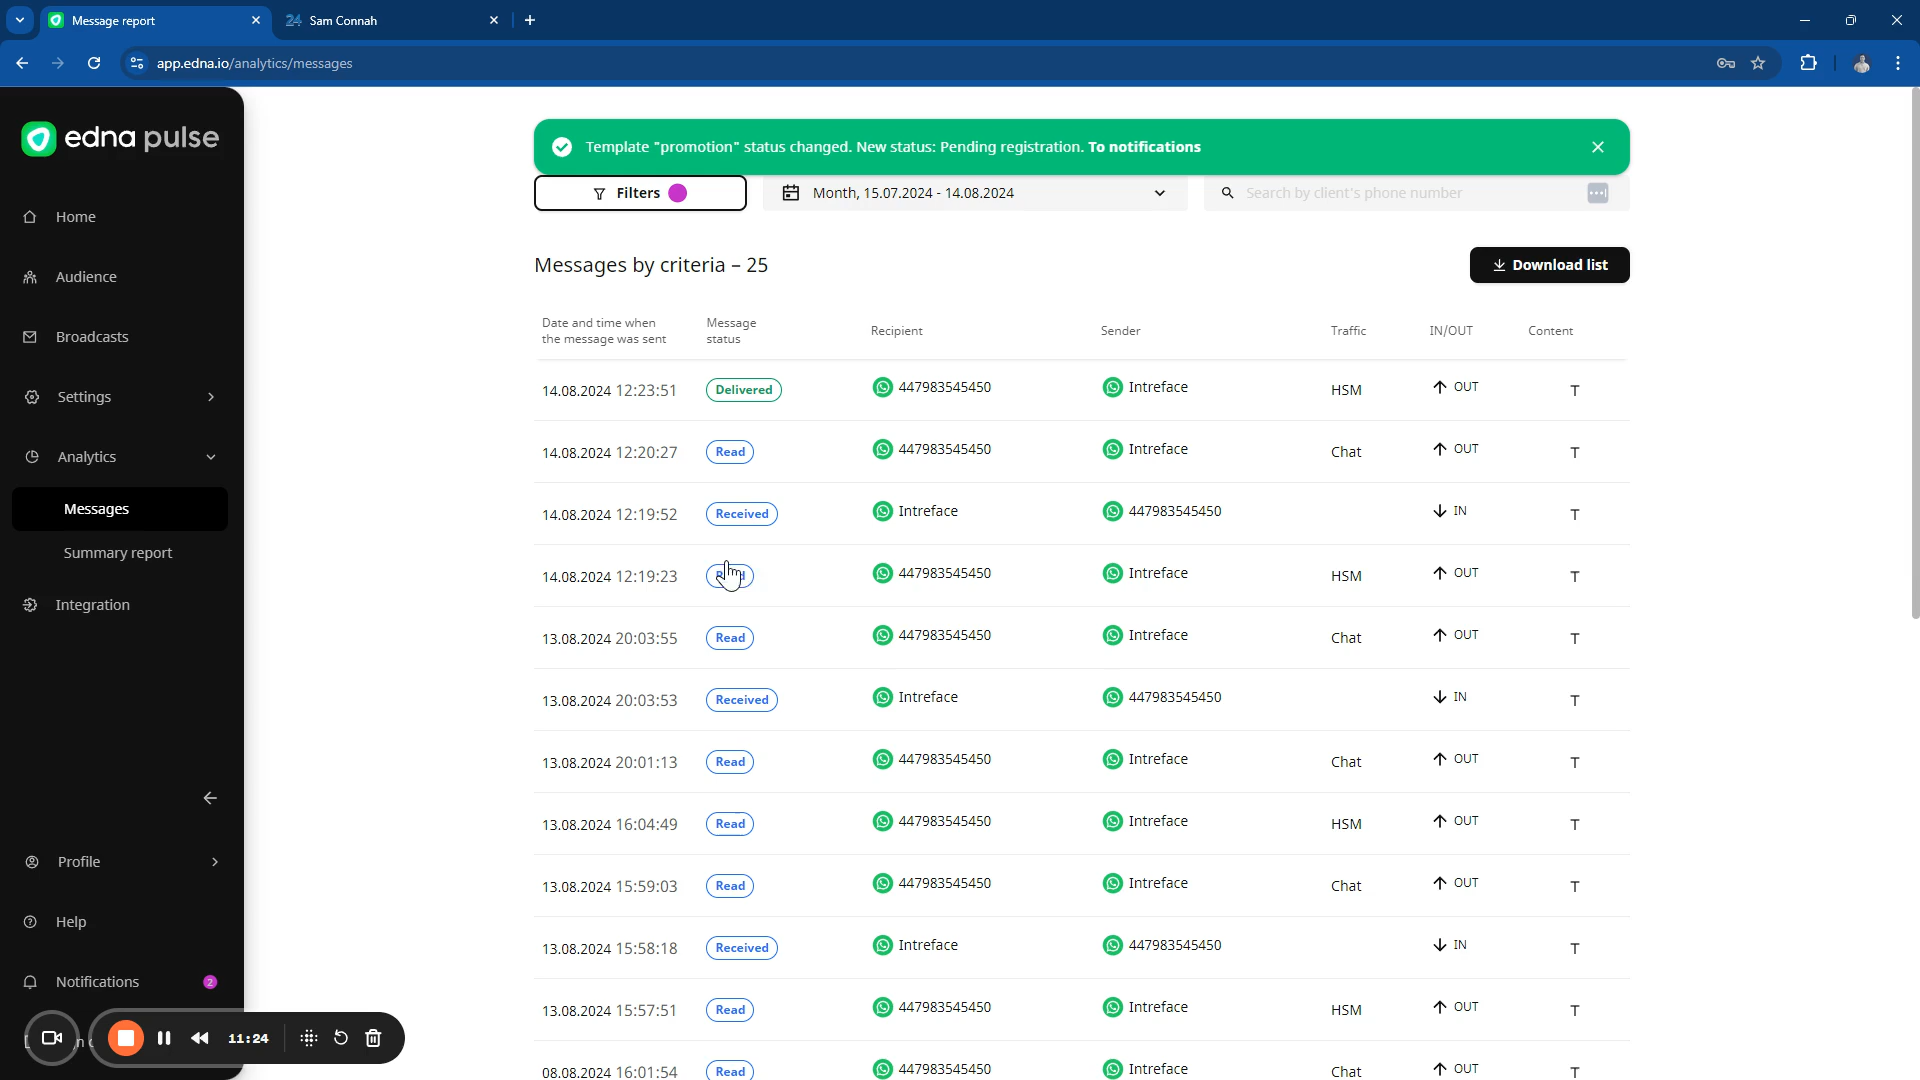 Message report
24 Sam Connah
app.edna.io/analytics/messages
edna pulse
Home
Audience
Broadcasts
Settings
Analytics
Messages
Summary report
Integration
Profile
Help
Notifications 2
11:24
Template "promotion" status changed. New status: Pending registration. To notifications
Filters
Month, 15.07.2024 - 14.08.2024
Search by client's phone number
Messages by criteria – 25
Download list
Date and time when the message was sent
Message status
Recipient
Sender
Traffic
IN/OUT
Content
14.08.2024 12:23:51 Delivered 447983545450 Intreface HSM OUT T
14.08.2024 12:20:27 Read 447983545450 Intreface Chat OUT T
14.08.2024 12:19:52 Received Intreface 447983545450 IN T
14.08.2024 12:19:23 447983545450 Intreface HSM OUT T
13.08.2024 20:03:55 Read 447983545450 Intreface Chat OUT T
13.08.2024 20:03:53 Received Intreface 447983545450 IN T
13.08.2024 20:01:13 Read 447983545450 Intreface Chat OUT T
13.08.2024 16:04:49 Read 447983545450 Intreface HSM OUT T
13.08.2024 15:59:03 Read 447983545450 Intreface Chat OUT T
13.08.2024 15:58:18 Received Intreface 447983545450 IN T
13.08.2024 15:57:51 Read 447983545450 Intreface HSM OUT T
08.08.2024 16:01:54 Read 447983545450 Intreface Chat OUT T